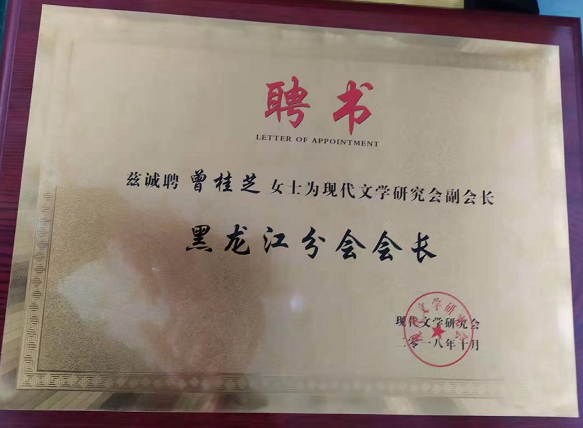 聘书
LETTER OF APPOINTMENT
兹诚聘 曾桂芝 女士为现代文学研究会副会长
黑龙江分会会长
现代文学研究会
二零一八年十月